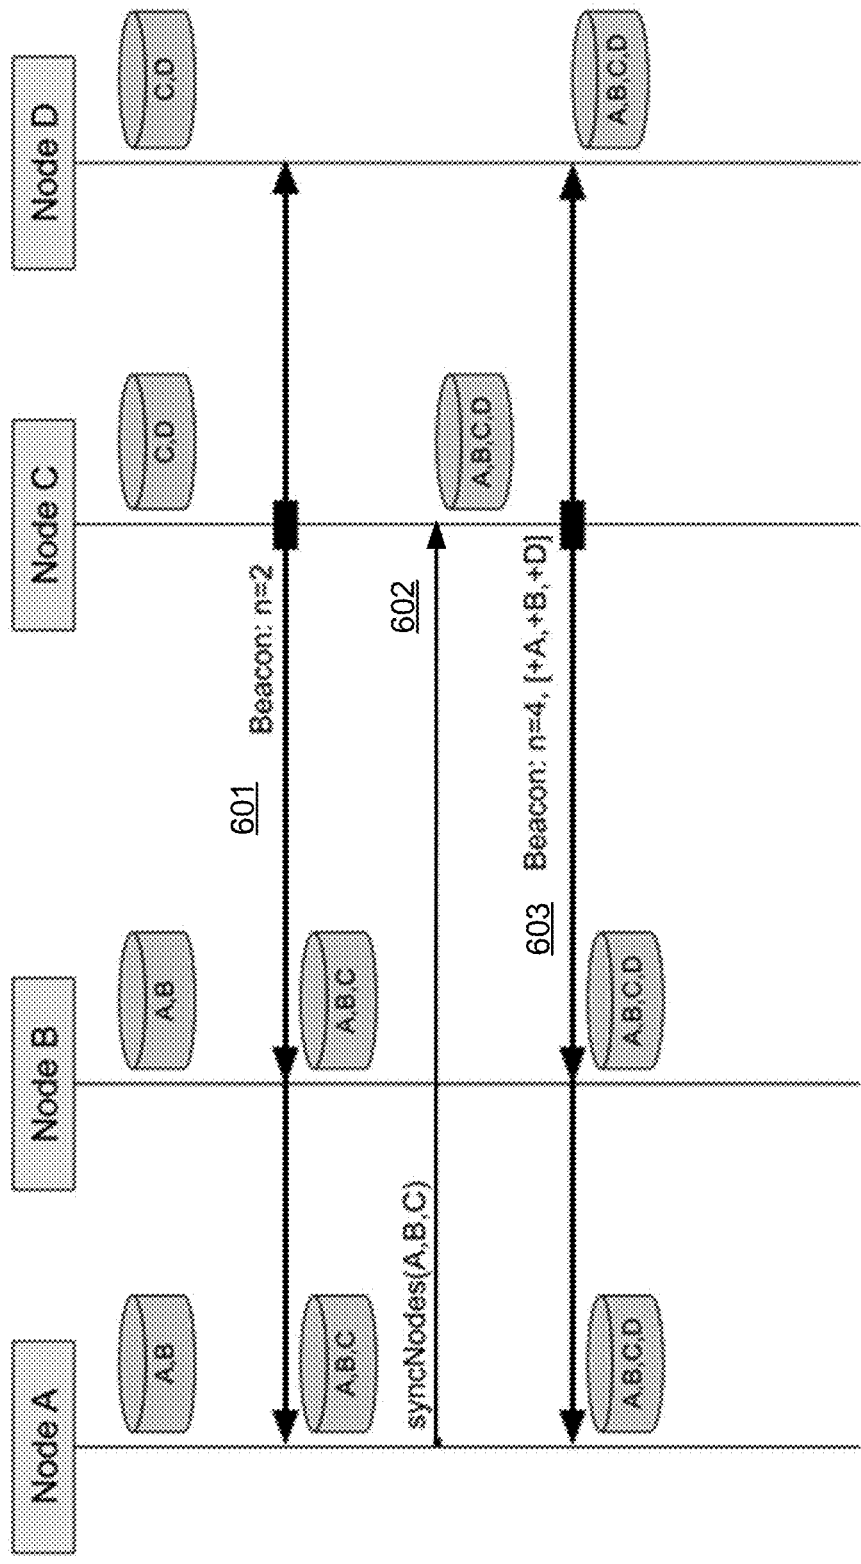 Node A
Node B
Node C
Node D
A,B
A,B
C,D
C,D
601
Beacon: n=2
A,B,C
A,B,C
syncNodes(A,B,C)
602
A,B,C,D
603
Beacon: n=4, [+A,+B,+D]
A,B,C,D
A,B,C,D
A,B,C,D